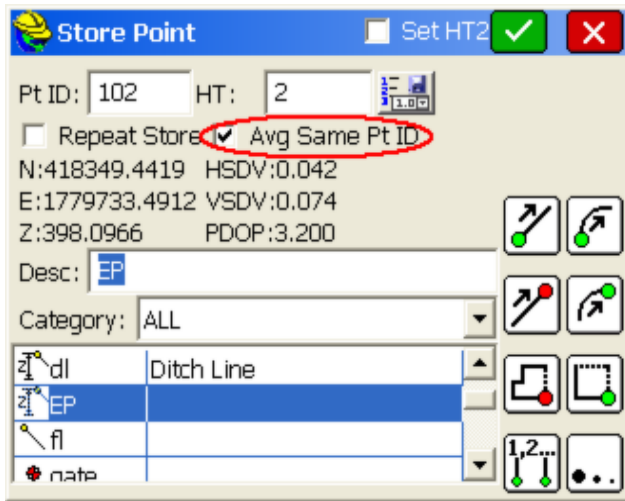 Store Point Set HT2
Pt ID: 102 HT: 2
1.0
Repeat Store Avg Same Pt ID
N:418349.4419 HSDV:0.042
E:1779733.4912 VSDV:0.074
Z:398.0966 PDOP:3.200
Desc: EP
Category: ALL
dl Ditch Line
EP
fl
gate
1,2...